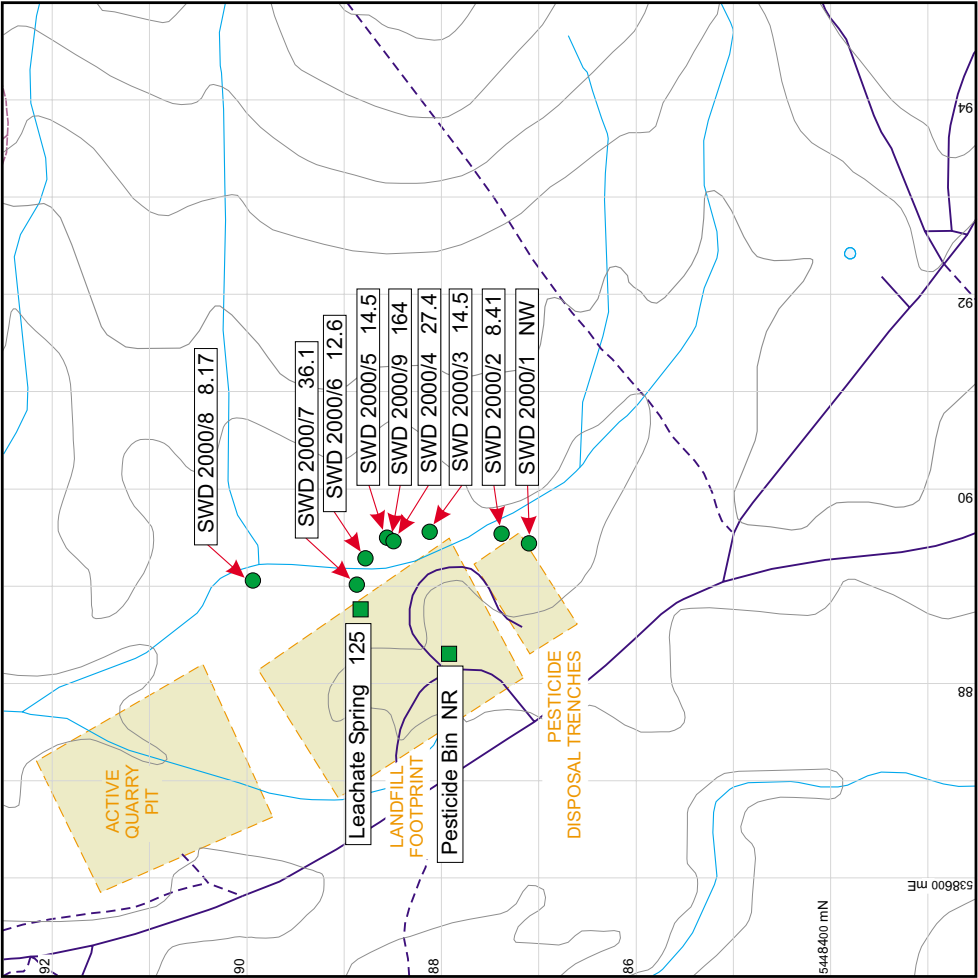 SWD 2000/8 8.17
SWD 2000/7 36.1
SWD 2000/6 12.6
SWD 2000/5 14.5
SWD 2000/9 164
SWD 2000/4 27.4
SWD 2000/3 14.5
SWD 2000/2 8.41
SWD 2000/1 NW
Leachate Spring 125
Pesticide Bin NR
ACTIVE
QUARRY
PIT
LANDFILL
FOOTPRINT
PESTICIDE
DISPOSAL TRENCHES
92
90
88
86
5448400 mN
94
92
90
88
538600 mE